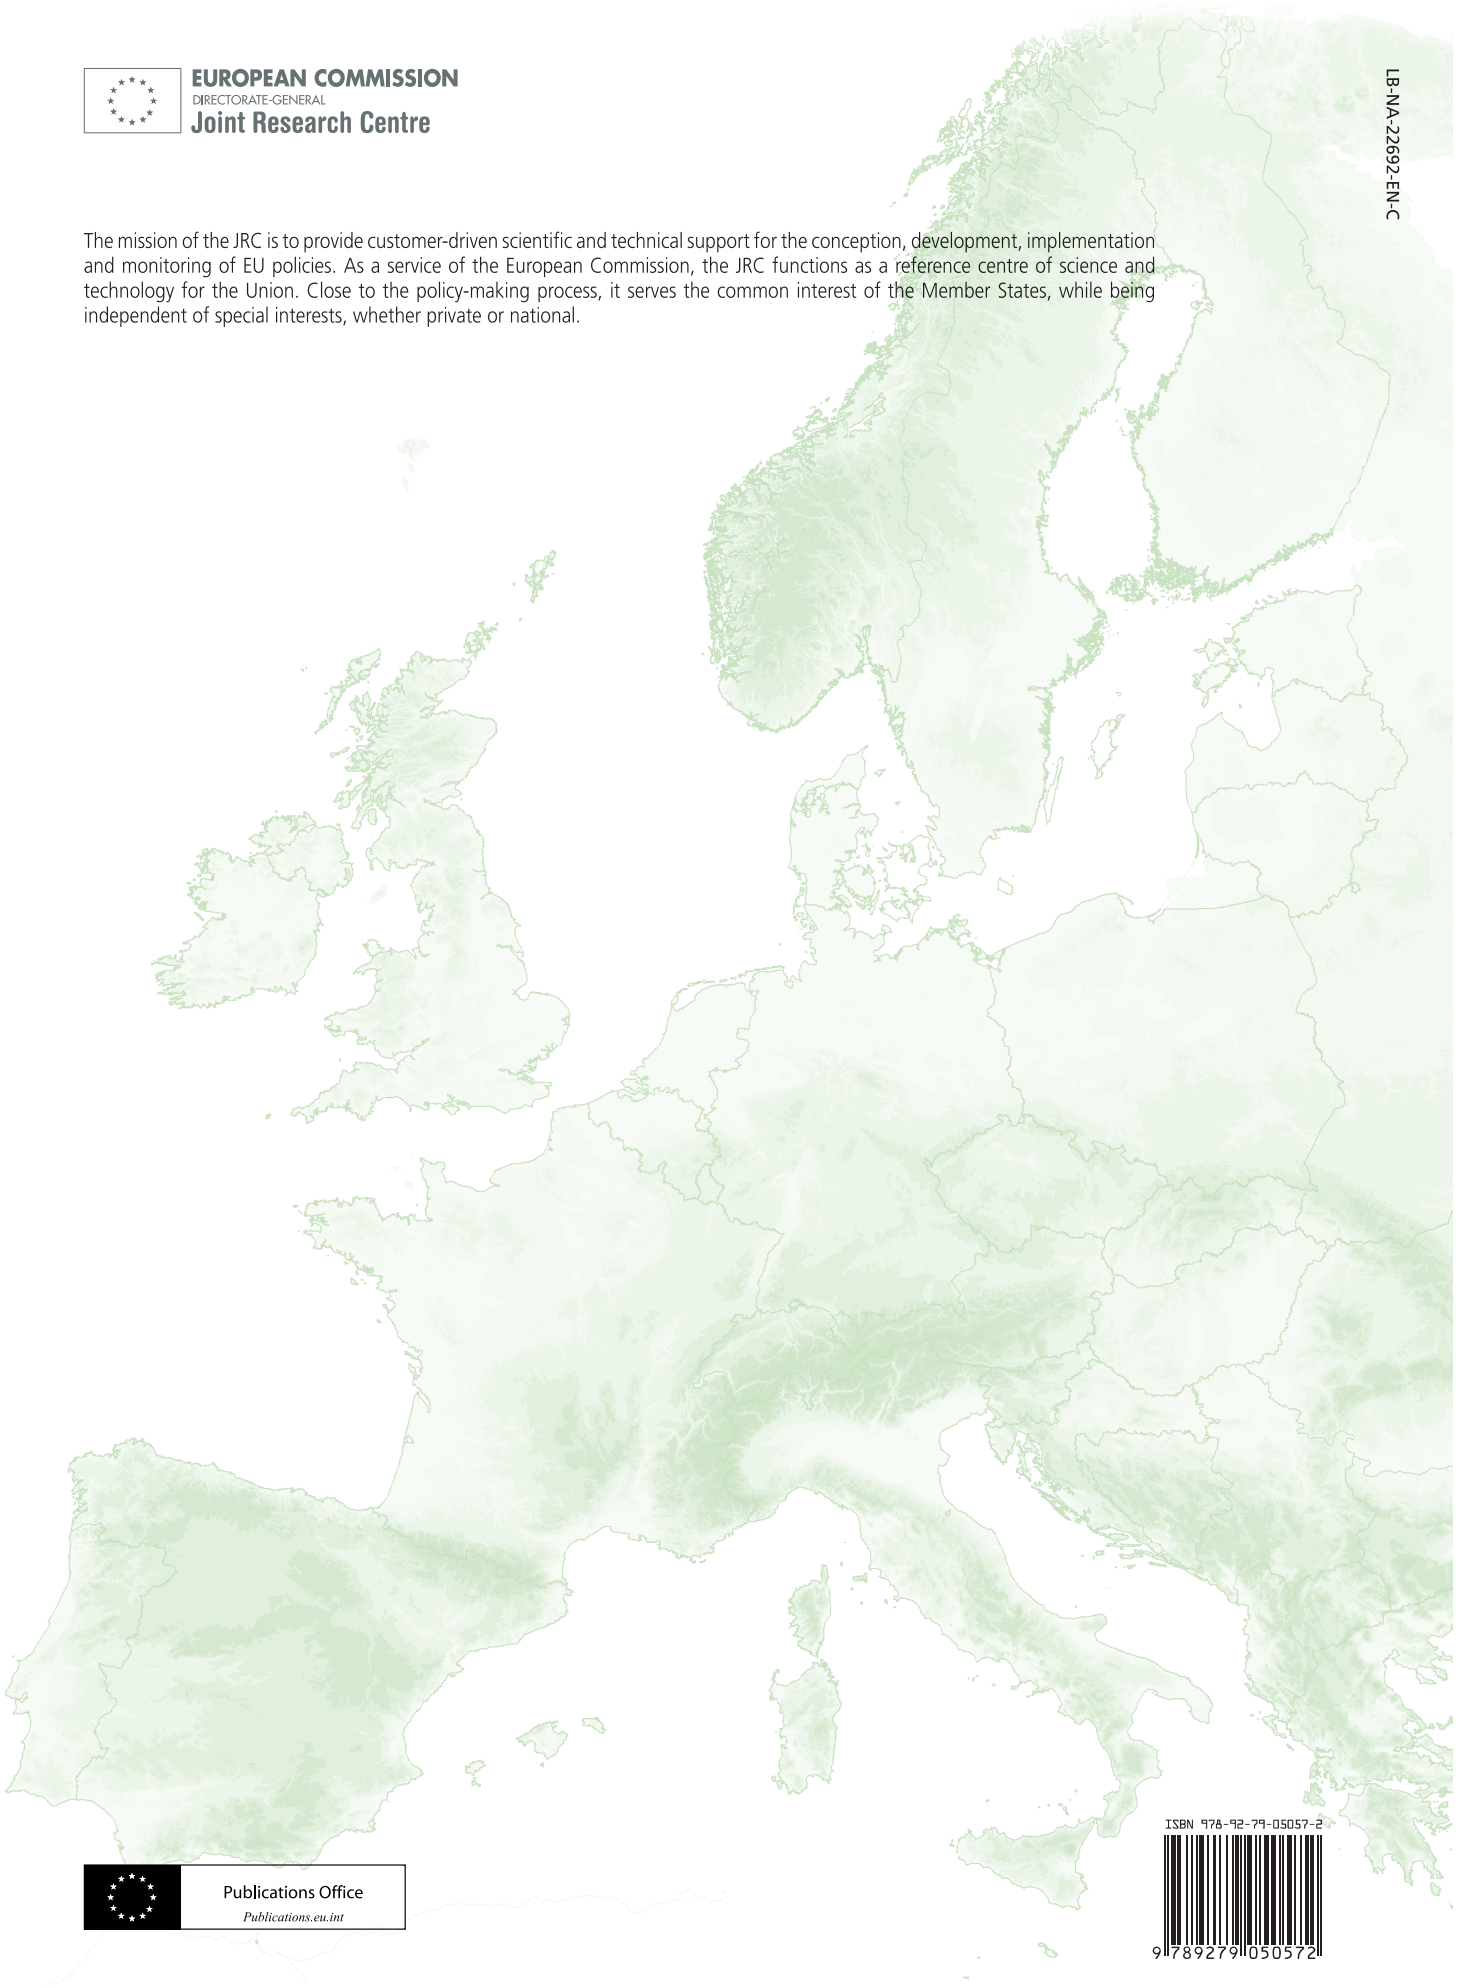 EUROPEAN COMMISSION
DIRECTORATE-GENERAL
Joint Research Centre
LB-NA-22692-EN-C
The mission of the JRC is to provide customer-driven scientific and technical support for the conception, development, implementation
and monitoring of EU policies. As a service of the European Commission, the JRC functions as a reference centre of science and
technology for the Union. Close to the policy-making process, it serves the common interest of the Member States, while being
independent of special interests, whether private or national.
ISBN 978-92-79-05057-2
Publications Office
Publications.eu.int
9 789279 050572